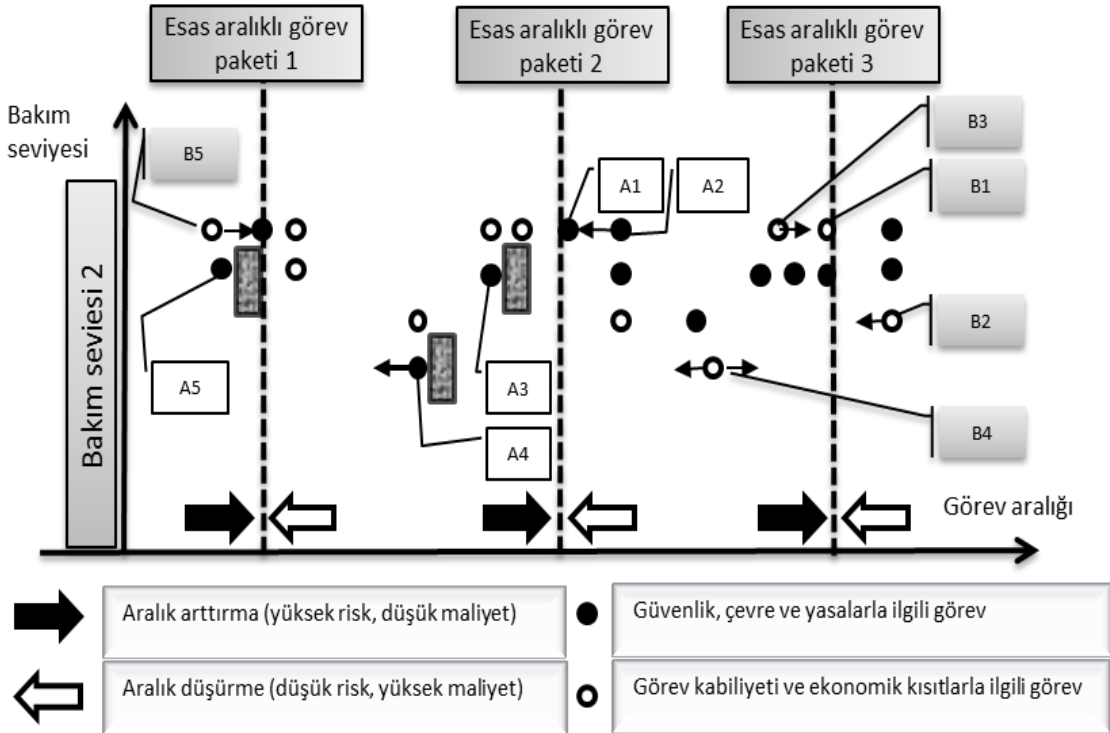 Esas aralıklı görev
paketi 1
Esas aralıklı görev
paketi 2
Esas aralıklı görev
paketi 3
Bakım
seviyesi
B5
A1
A2
B3
B1
Bakım seviesi 2
A5
A3
A4
B2
B4
Görev aralığı
Aralık arttırma (yüksek risk, düşük maliyet)
Güvenlik, çevre ve yasalarla ilgili görev
Aralık düşürme (düşük risk, yüksek maliyet)
Görev kabiliyeti ve ekonomik kısıtlarla ilgili görev